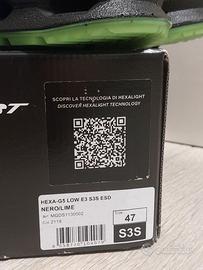 RT
SCOPRI LA TECNOLOGIA DI HEXALIGHT
DISCOVER HEXALIGHT TECHNOLOGY
HEXA-G5 LOW E3 S3S ESD
NERO/LIME
Size
47
S3S